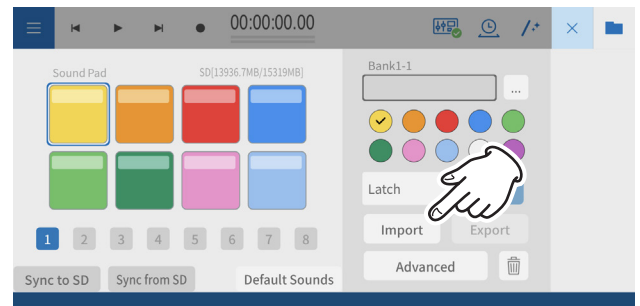 00:00:00.00
Sound Pad
SD[13936.7MB/15319MB]
1 2 3 4 5 6 7 8
Sync to SD
Sync from SD
Default Sounds
Bank1-1
...
Latch
Import
Export
Advanced